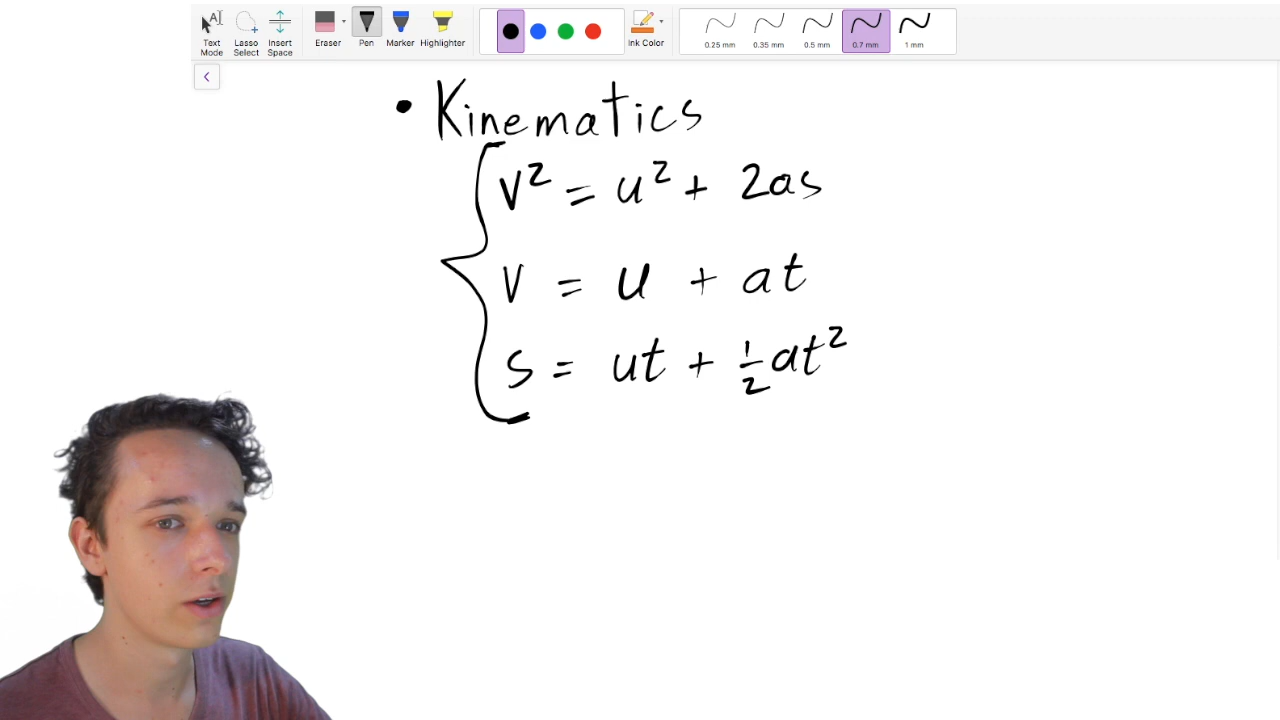 Text Mode
Lasso Select
Insert Space
Eraser
Pen
Marker
Highlighter
Ink Color
0.25 mm
0.35 mm
0.5 mm
0.7 mm
1 mm
• Kinematics
v² = u² + 2as
v = u + at
s = ut + ½at²